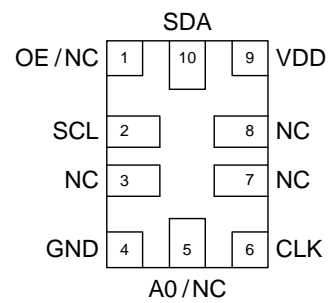 SDA
OE/NC 1 10 9 VDD
SCL 2 8 NC
NC 3 7 NC
GND 4 5 6 CLK
A0/NC